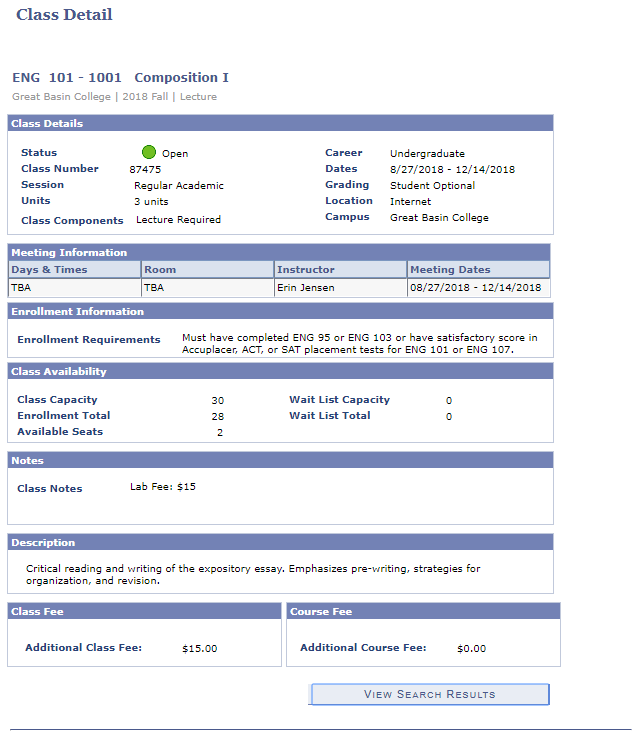 Class Detail
ENG 101 - 1001 Composition I
Great Basin College | 2018 Fall | Lecture
Class Details
Status Open Career Undergraduate
Class Number 87475 Dates 8/27/2018 - 12/14/2018
Session Regular Academic Grading Student Optional
Units 3 units Location Internet
Class Components Lecture Required Campus Great Basin College
Meeting Information
Days & Times Room Instructor Meeting Dates
TBA TBA Erin Jensen 08/27/2018 - 12/14/2018
Enrollment Information
Enrollment Requirements Must have completed ENG 95 or ENG 103 or have satisfactory score in
Accuplacer, ACT, or SAT placement tests for ENG 101 or ENG 107.
Class Availability
Class Capacity 30 Wait List Capacity 0
Enrollment Total 28 Wait List Total 0
Available Seats 2
Notes
Class Notes Lab Fee: $15
Description
Critical reading and writing of the expository essay. Emphasizes pre-writing, strategies for
organization, and revision.
Class Fee Course Fee
Additional Class Fee: $15.00 Additional Course Fee: $0.00
View Search Results